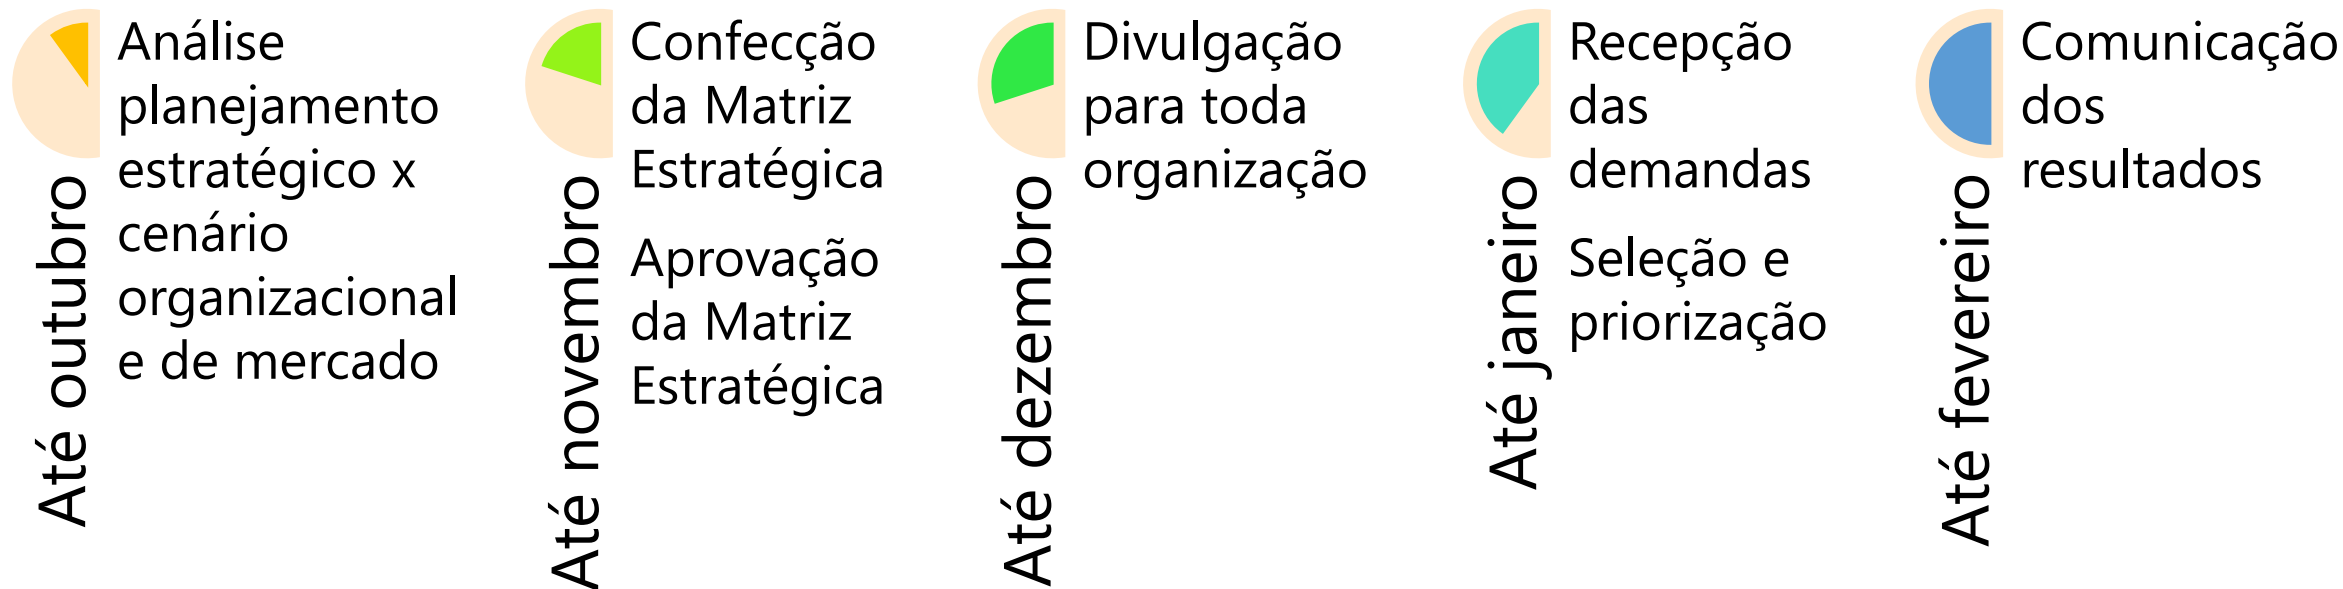 Até outubro
Análise
planejamento
estratégico x
cenário
organizacional
e de mercado
Até novembro
Confecção
da Matriz
Estratégica
Aprovação
da Matriz
Estratégica
Até dezembro
Divulgação
para toda
organização
Até janeiro
Recepção
das
demandas
Seleção e
priorização
Até fevereiro
Comunicação
dos
resultados